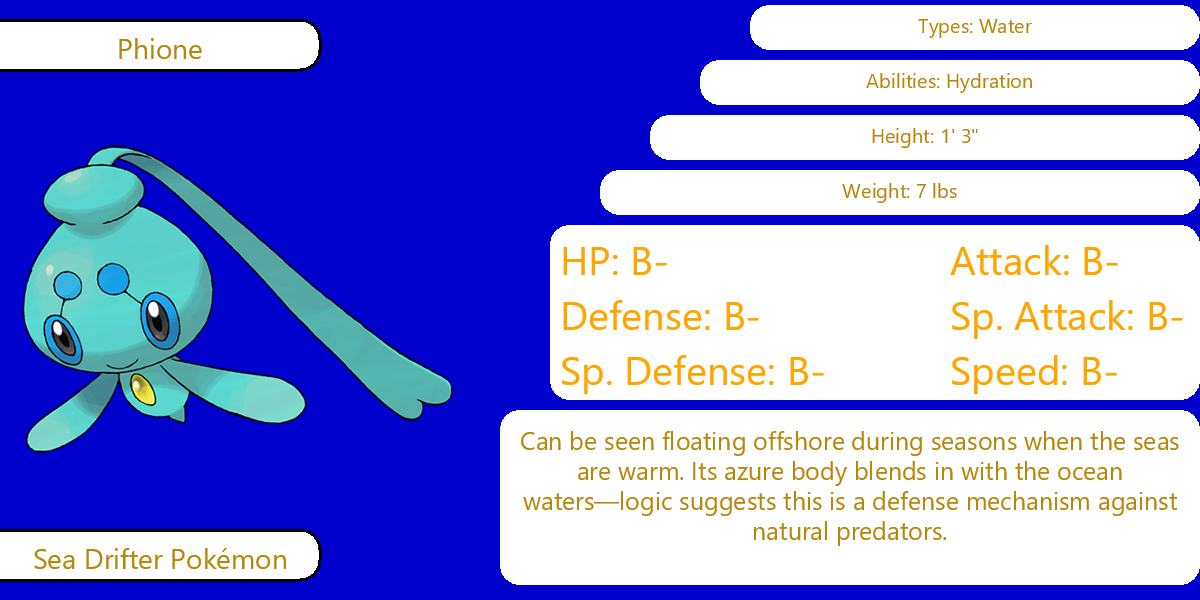 Phione
Types: Water
Abilities: Hydration
Height: 1' 3"
Weight: 7 lbs
HP: B-
Attack: B-
Defense: B-
Sp. Attack: B-
Sp. Defense: B-
Speed: B-
Can be seen floating offshore during seasons when the seas
are warm. Its azure body blends in with the ocean
waters—logic suggests this is a defense mechanism against
natural predators.
Sea Drifter Pokémon